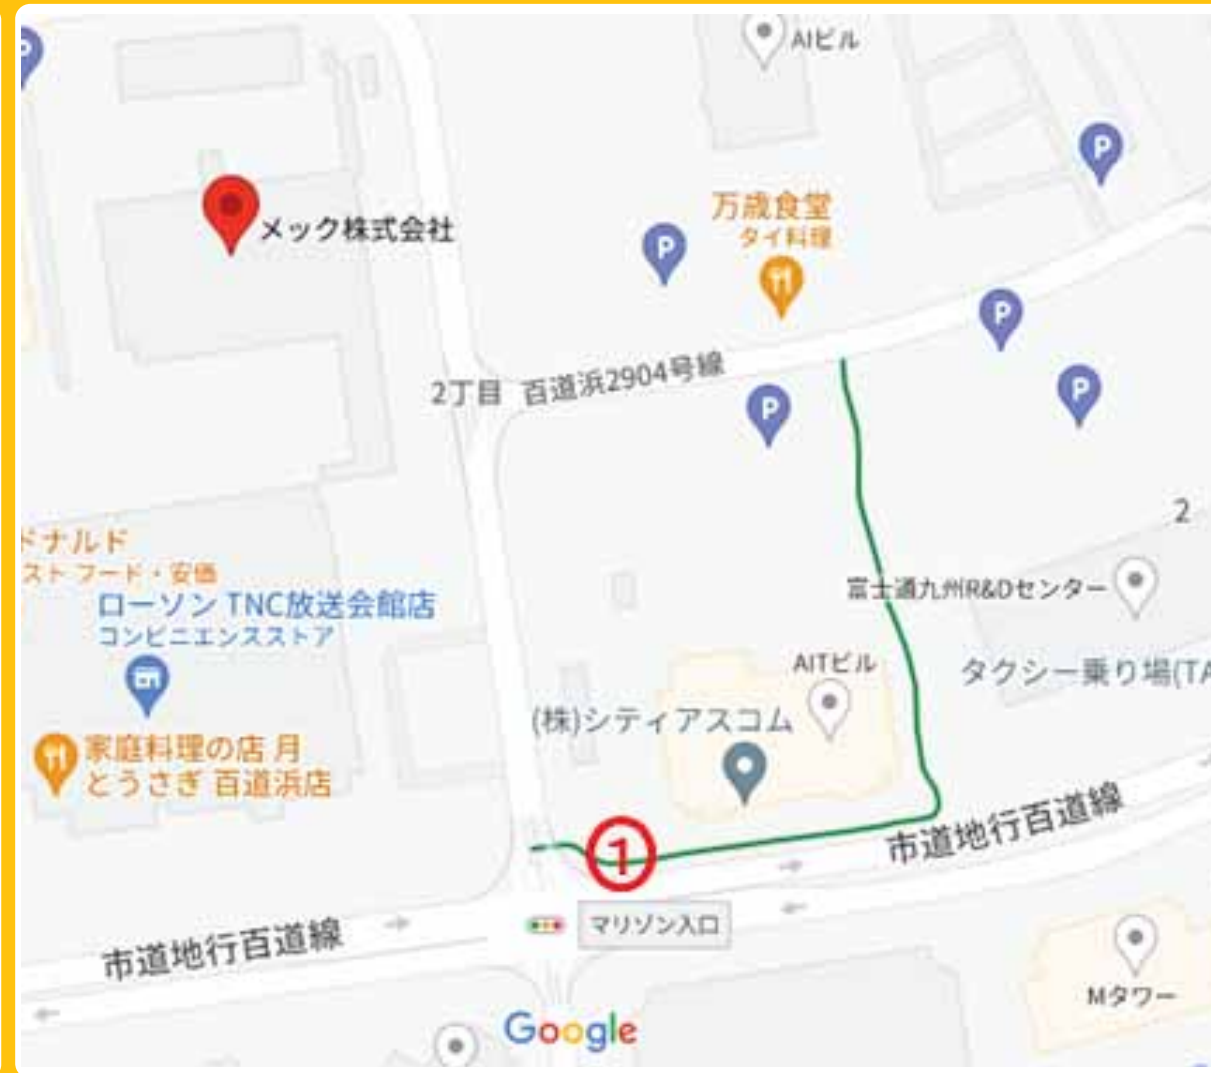 AIビル
P
P
メック株式会社
P
万歳食堂
タイ料理
P
2丁目 百道浜2904号線
P
P
ドナルド
スト フード・安価
ローソン TNC放送会館店
コンビニエンスストア
2
富士通九州R&Dセンター
AITビル
タクシー乗り場(TA
(株)シティアスコム
家庭料理の店 月
とうさぎ 百道浜店
1
市道地行百道線
マリゾン入口
市道地行百道線
Mタワー
Google